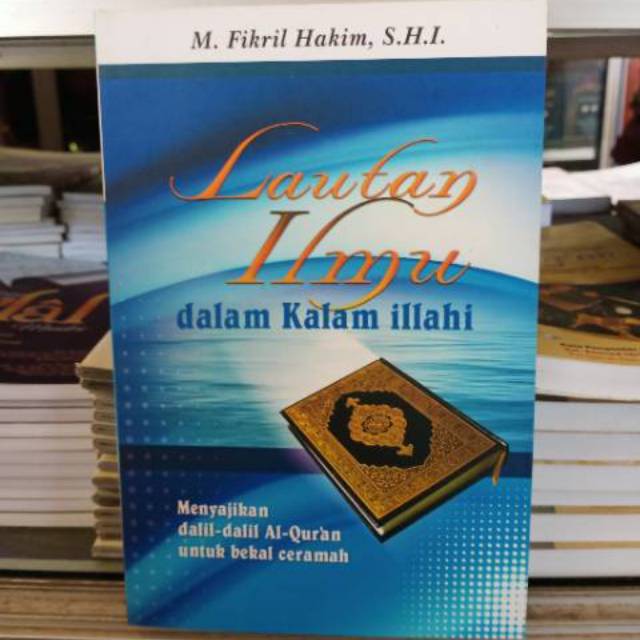 M. Fikril Hakim, S.H.I.
Lautan
Ilmu
dalam Kalam illahi
Menyajikan
dalil-dalil Al-Qur'an
untuk bekal ceramah